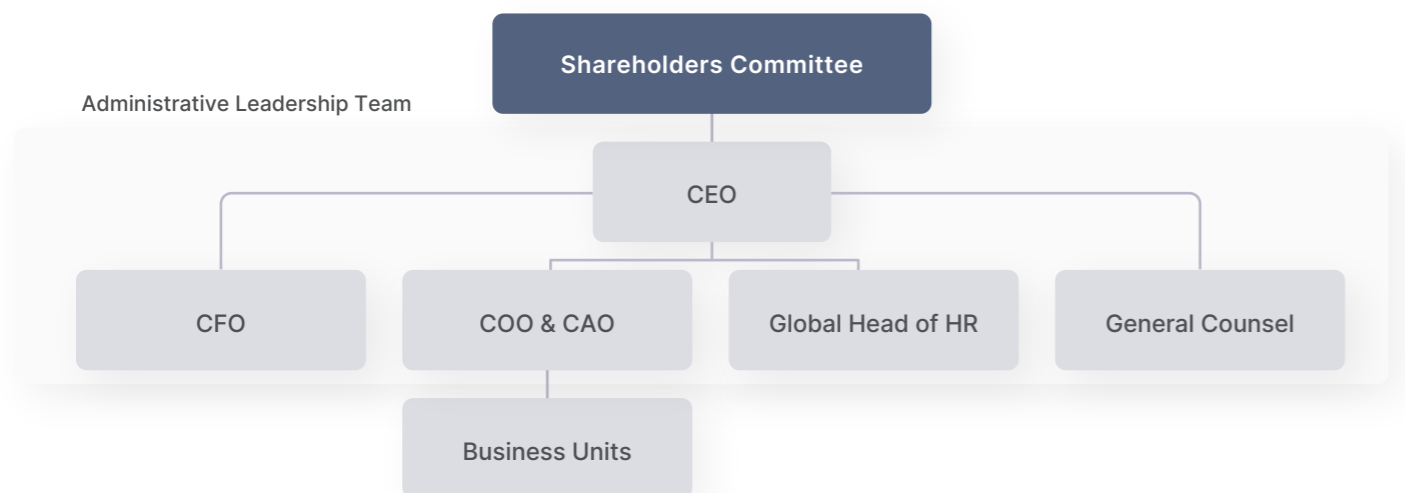 Shareholders Committee
Administrative Leadership Team
CEO
CFO
COO & CAO
Global Head of HR
General Counsel
Business Units